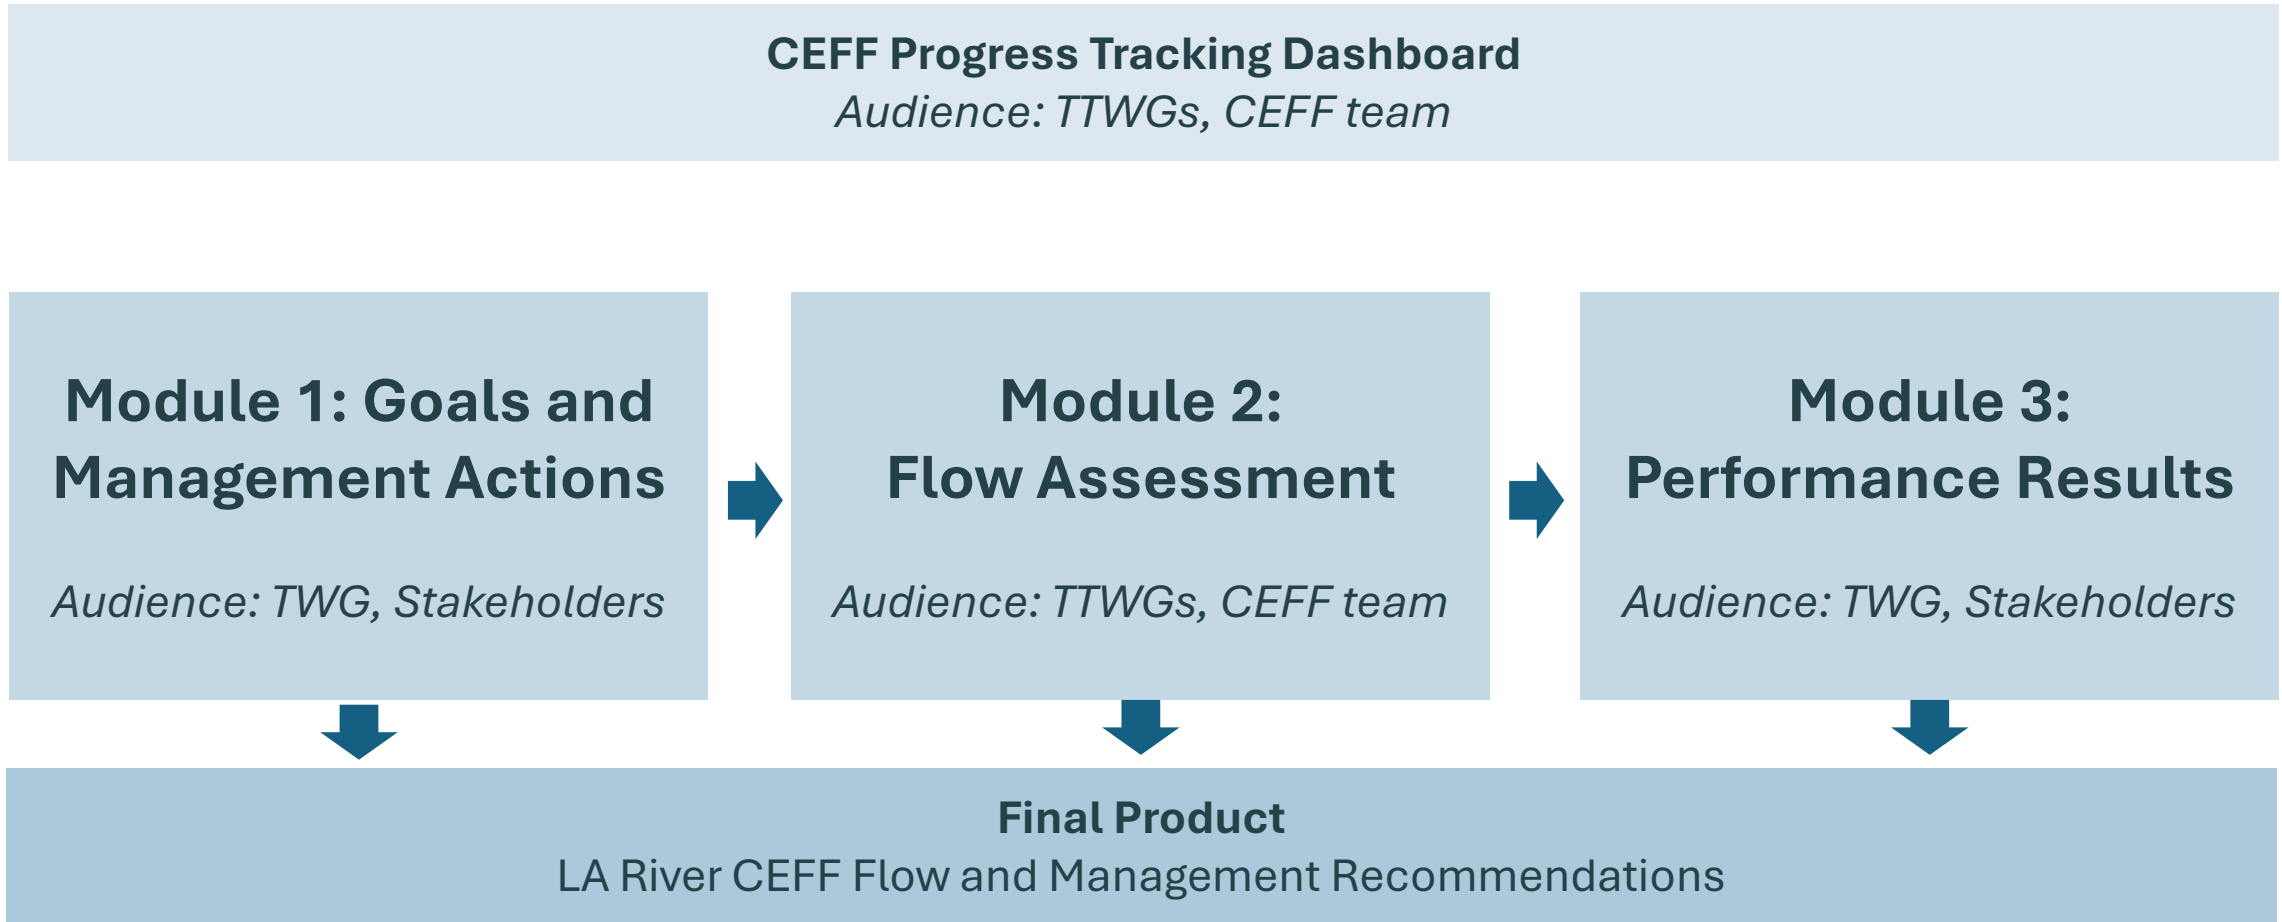 CEFF Progress Tracking Dashboard
Audience: TTWGs, CEFF team
Module 1: Goals and
Management Actions
Audience: TWG, Stakeholders
Module 2:
Flow Assessment
Audience: TTWGs, CEFF team
Module 3:
Performance Results
Audience: TWG, Stakeholders
Final Product
LA River CEFF Flow and Management Recommendations